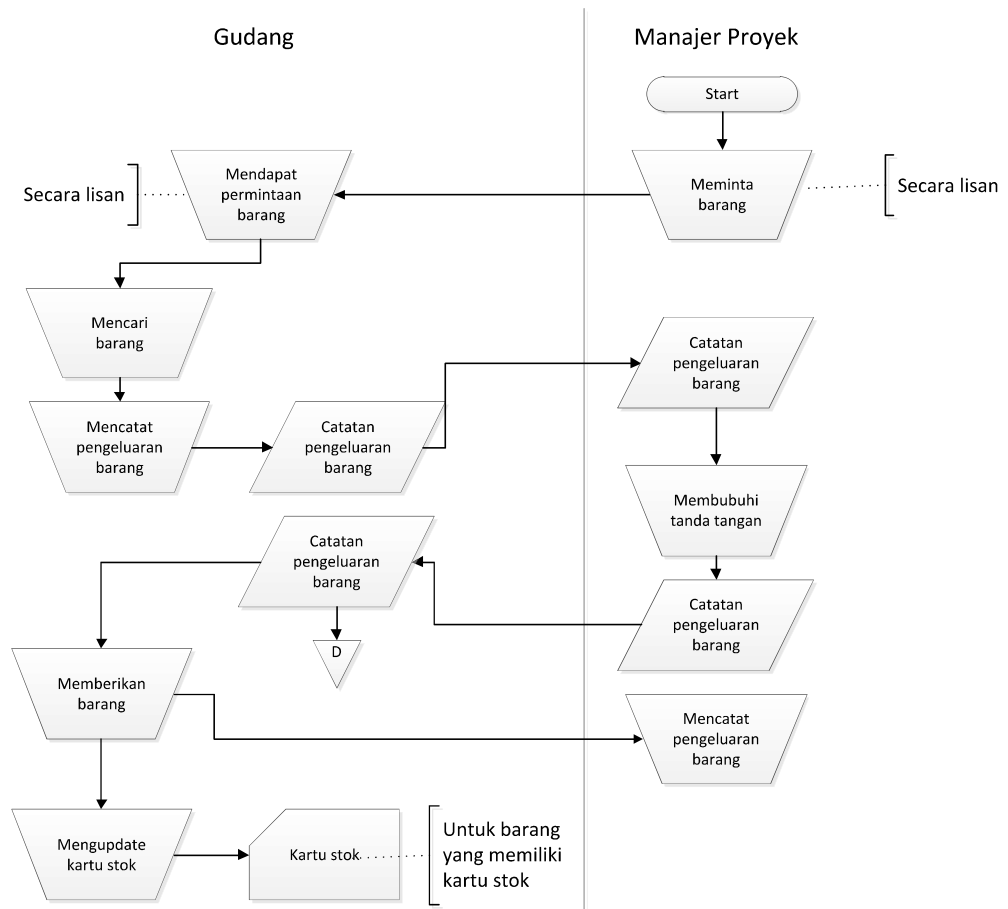 Gudang
Manajer Proyek
Start
Secara lisan
Mendapat
permintaan
barang
Meminta
barang
Secara lisan
Mencari
barang
Catatan
pengeluaran
barang
Mencatat
pengeluaran
barang
Catatan
pengeluaran
barang
Membubuhi
tanda tangan
Catatan
pengeluaran
barang
Catatan
pengeluaran
barang
D
Memberikan
barang
Mencatat
pengeluaran
barang
Mengupdate
kartu stok
Kartu stok
Untuk barang
yang memiliki
kartu stok